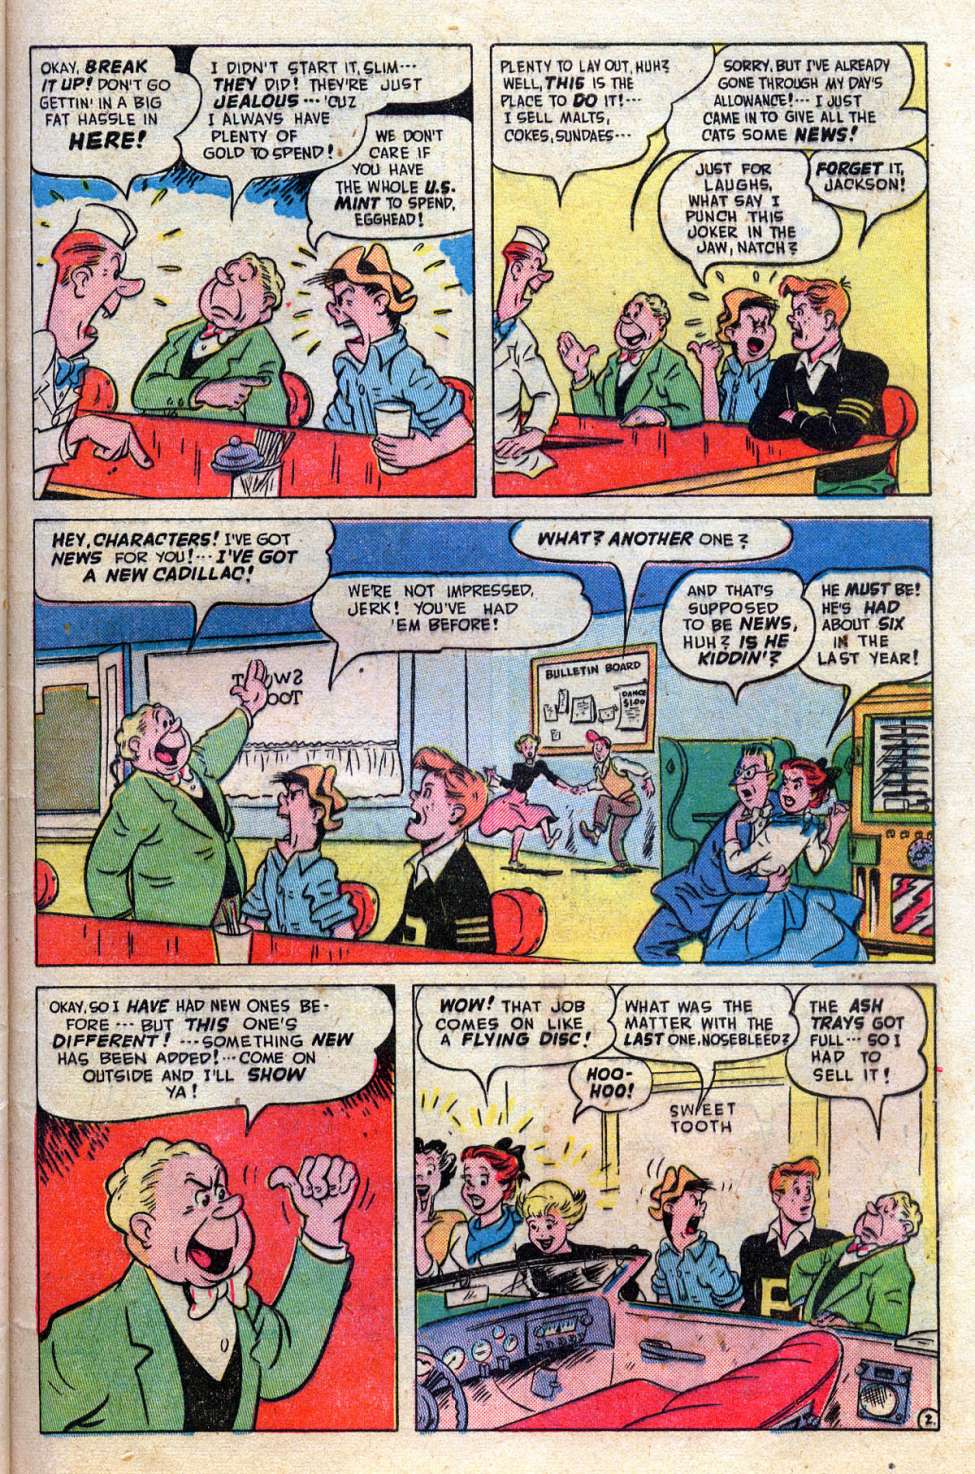 OKAY, BREAK
IT UP! DON'T GO
GETTIN' IN A BIG
FAT HASSLE IN
HERE!
I DIDN'T START IT, SLIM---
THEY DID! THEY'RE JUST
JEALOUS --- 'CUZ
I ALWAYS HAVE
PLENTY OF
GOLD TO SPEND!
WE DON'T
CARE IF
YOU HAVE
THE WHOLE U.S.
MINT TO SPEND,
EGGHEAD!
PLENTY TO LAY OUT, HUH?
WELL, THIS IS THE
PLACE TO DO IT!---
I SELL MALTS,
COKES, SUNDAES---
SORRY, BUT I'VE ALREADY
GONE THROUGH MY DAY'S
ALLOWANCE!--- I JUST
CAME IN TO GIVE ALL THE
CATS SOME NEWS!
JUST FOR
LAUGHS,
WHAT SAY I
PUNCH THIS
JOKER IN THE
JAW, NATCH?
FORGET IT,
JACKSON!
HEY, CHARACTERS! I'VE GOT
NEWS FOR YOU!--- I'VE GOT
A NEW CADILLAC!
WE'RE NOT IMPRESSED,
JERK! YOU'VE HAD
'EM BEFORE!
WHAT? ANOTHER ONE?
AND THAT'S
SUPPOSED
TO BE NEWS,
HUH? IS HE
KIDDIN'?
HE MUST BE!
HE'S HAD
ABOUT SIX
IN THE
LAST YEAR!
BULLETIN BOARD
DANCE
$1.00
OKAY, SO I HAVE HAD NEW ONES BE-
FORE --- BUT THIS ONE'S
DIFFERENT! ---SOMETHING NEW
HAS BEEN ADDED!--- COME ON
OUTSIDE AND I'LL SHOW
YA!
WOW! THAT JOB
COMES ON LIKE
A FLYING DISC!
HOO-
HOO!
WHAT WAS THE
MATTER WITH THE
LAST ONE, NOSEBLEED?
THE ASH
TRAYS GOT
FULL--- SO I
HAD TO
SELL IT!
SWEET
TOOTH
2